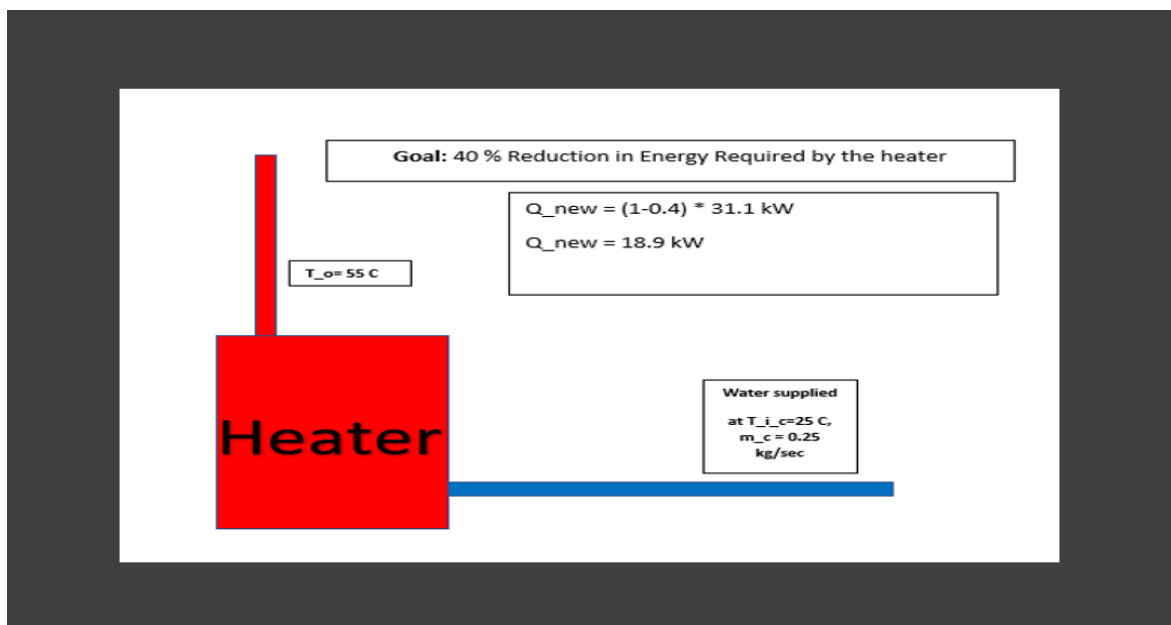 Goal: 40 % Reduction in Energy Required by the heater
Q_new = (1-0.4) * 31.1 kW
Q_new = 18.9 kW
T_o= 55 C
Heater
Water supplied
at T_i_c=25 C,
m_c = 0.25
kg/sec